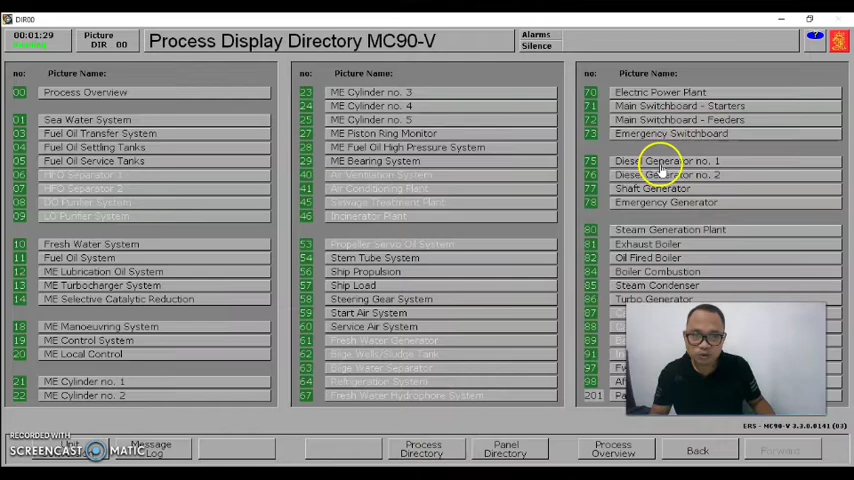 DIR00
00:01:29
Running
Picture
DIR 00
Process Display Directory MC90-V
Alarms
Silence
?
no: Picture Name:
00 Process Overview
01 Sea Water System
03 Fuel Oil Transfer System
04 Fuel Oil Settling Tanks
05 Fuel Oil Service Tanks
06 HFO Separator 1
07 HFO Separator 2
08 DO Purifier System
09 LO Purifier System
10 Fresh Water System
11 Fuel Oil System
12 ME Lubrication Oil System
13 ME Turbocharger System
14 ME Selective Catalytic Reduction
18 ME Manoeuvring System
19 ME Control System
20 ME Local Control
21 ME Cylinder no. 1
22 ME Cylinder no. 2
no: Picture Name:
23 ME Cylinder no. 3
24 ME Cylinder no. 4
25 ME Cylinder no. 5
27 ME Piston Ring Monitor
28 ME Fuel Oil High Pressure System
29 ME Bearing System
40 Air Ventilation System
41 Air Conditioning Plant
45 Sewage Treatment Plant
46 Incinerator Plant
53 Propeller Servo Oil System
54 Stern Tube System
56 Ship Propulsion
57 Ship Load
58 Steering Gear System
59 Start Air System
60 Service Air System
61 Fresh Water Generator
62 Bilge Wells/Sludge Tank
63 Bilge Water Separator
64 Refrigeration System
67 Fresh Water Hydrophore System
no: Picture Name:
70 Electric Power Plant
71 Main Switchboard - Starters
72 Main Switchboard - Feeders
73 Emergency Switchboard
75 Diesel Generator no. 1
76 Diesel Generator no. 2
77 Shaft Generator
78 Emergency Generator
80 Steam Generation Plant
81 Exhaust Boiler
82 Oil Fired Boiler
84 Boiler Combustion
85 Steam Condenser
86 Turbo Generator
87
88
89
91
97
98
201
ERS - MC90-V 3.3.0.0141 (03)
RECORDED WITH
SCREENCAST MATIC
Unit
Message
Log
Process
Directory
Panel
Directory
Process
Overview
Back
Forward